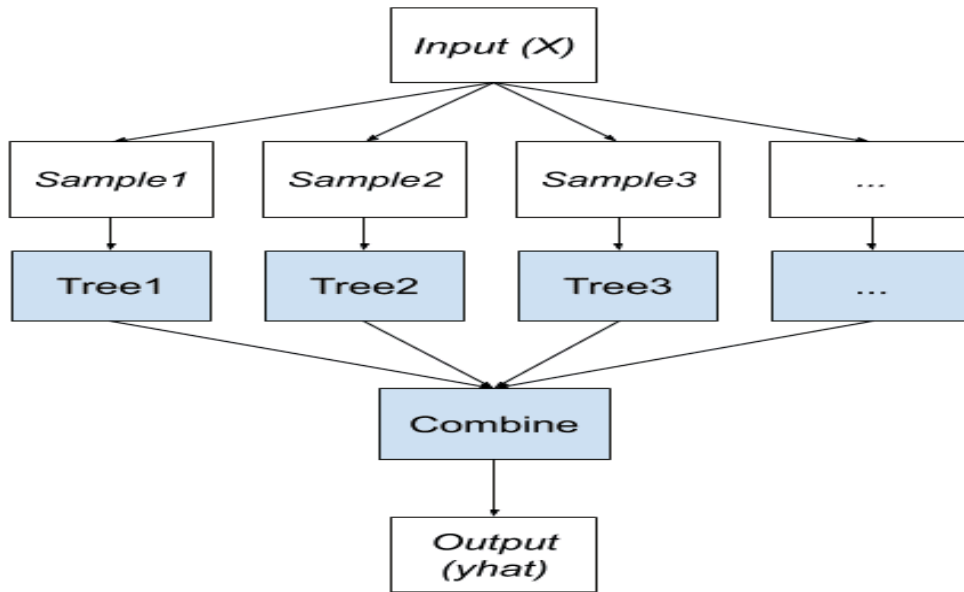 Input (X)
Sample1
Sample2
Sample3
...
Tree1
Tree2
Tree3
...
Combine
Output
(yhat)